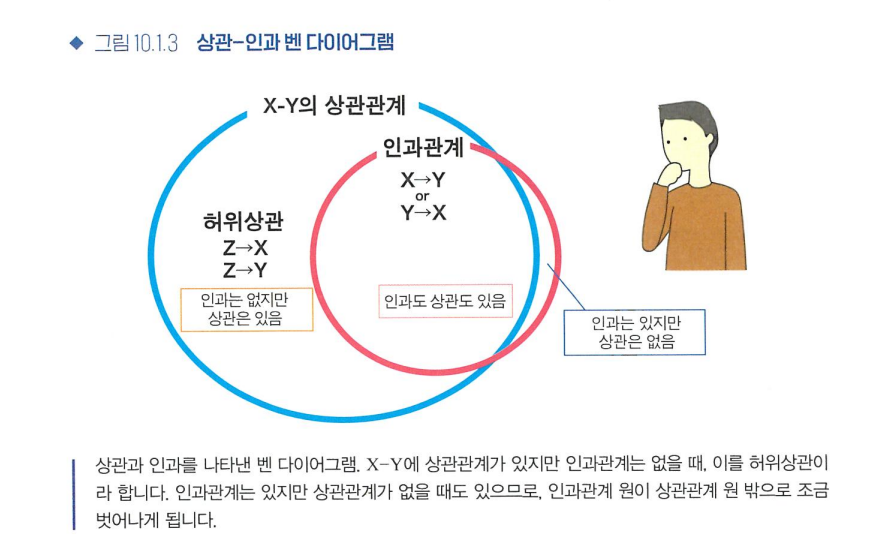 ◆ 그림 10.1.3 상관-인과 벤 다이어그램
X-Y의 상관관계
인과관계
X→Y
or
Y→X
허위상관
Z→X
Z→Y
인과는 없지만
상관은 있음
인과도 상관도 있음
인과는 있지만
상관은 없음
상관과 인과를 나타낸 벤 다이어그램. X-Y에 상관관계가 있지만 인과관계는 없을 때, 이를 허위상관이
라 합니다. 인과관계는 있지만 상관관계가 없을 때도 있으므로, 인과관계 원이 상관관계 원 밖으로 조금
벗어나게 됩니다.